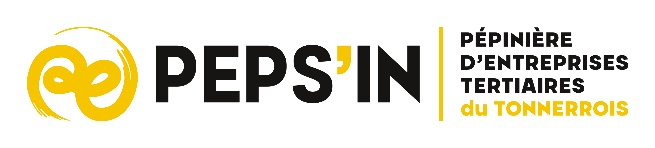 PEPS'IN
PÉPINIÈRE
D'ENTREPRISES
TERTIAIRES
du TONNERROIS